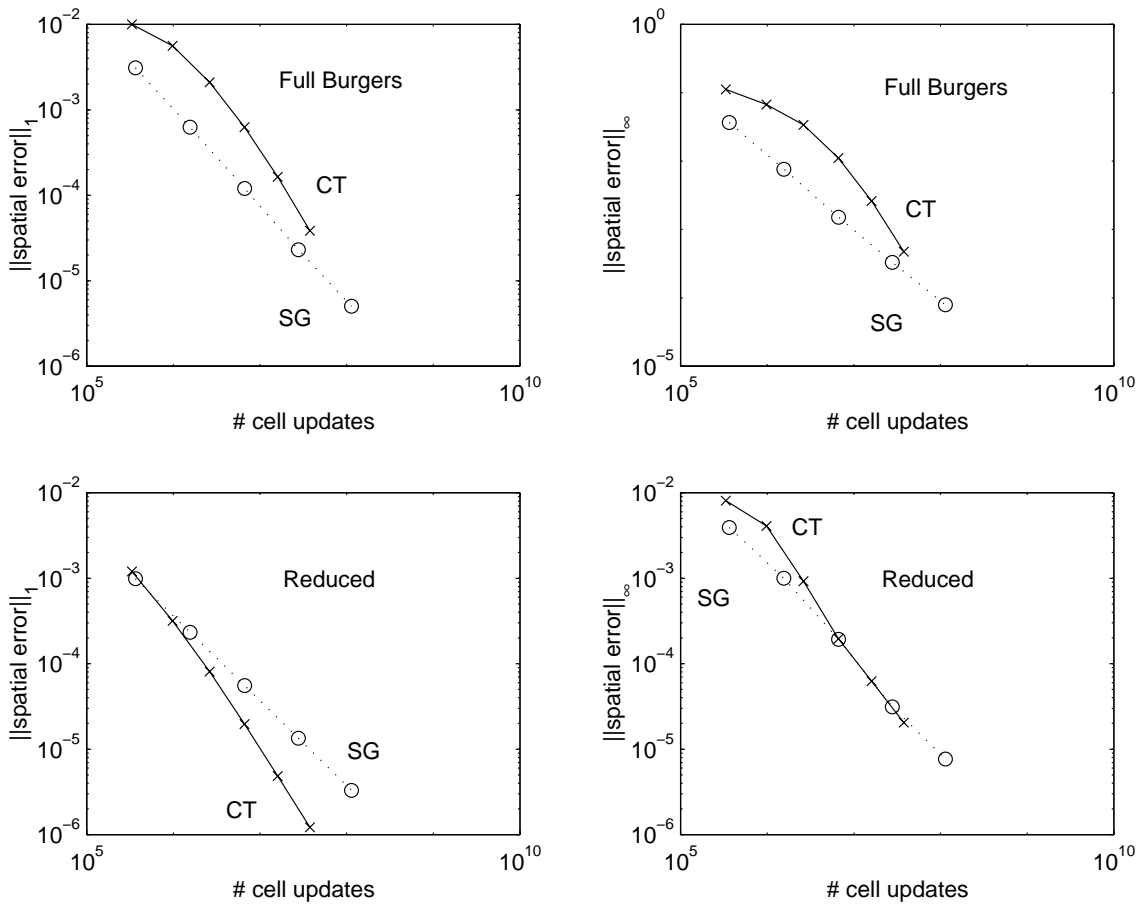 10^−2
10^−3
10^−4
10^−5
10^−6
||spatial error||_1
Full Burgers
CT
SG
10^5
10^10
# cell updates
10^0
10^−5
||spatial error||_∞
Full Burgers
CT
SG
10^5
10^10
# cell updates
10^−2
10^−3
10^−4
10^−5
10^−6
||spatial error||_1
Reduced
SG
CT
10^5
10^10
# cell updates
10^−2
10^−3
10^−4
10^−5
10^−6
||spatial error||_∞
CT
Reduced
SG
10^5
10^10
# cell updates